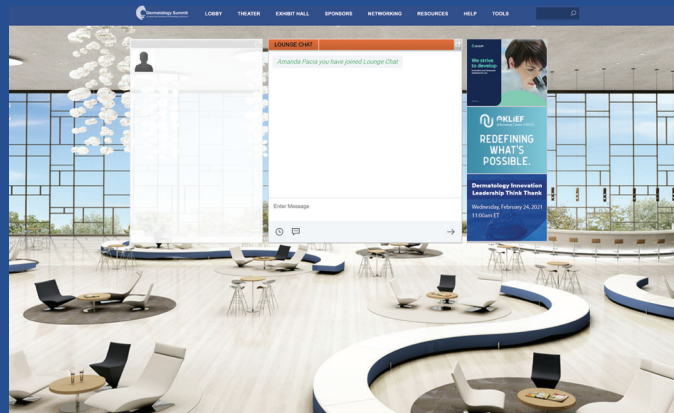 Dermatology Summit
LOBBY THEATER EXHIBIT HALL SPONSORS NETWORKING RESOURCES HELP TOOLS
LOUNGE CHAT
Amanda Pacia you have joined Lounge Chat
Enter Message
We strive
to develop
AKLIEF
REDEFINING
WHAT'S
POSSIBLE.
Dermatology Innovation
Leadership Think Thank
Wednesday, February 24, 2021
11:00am ET